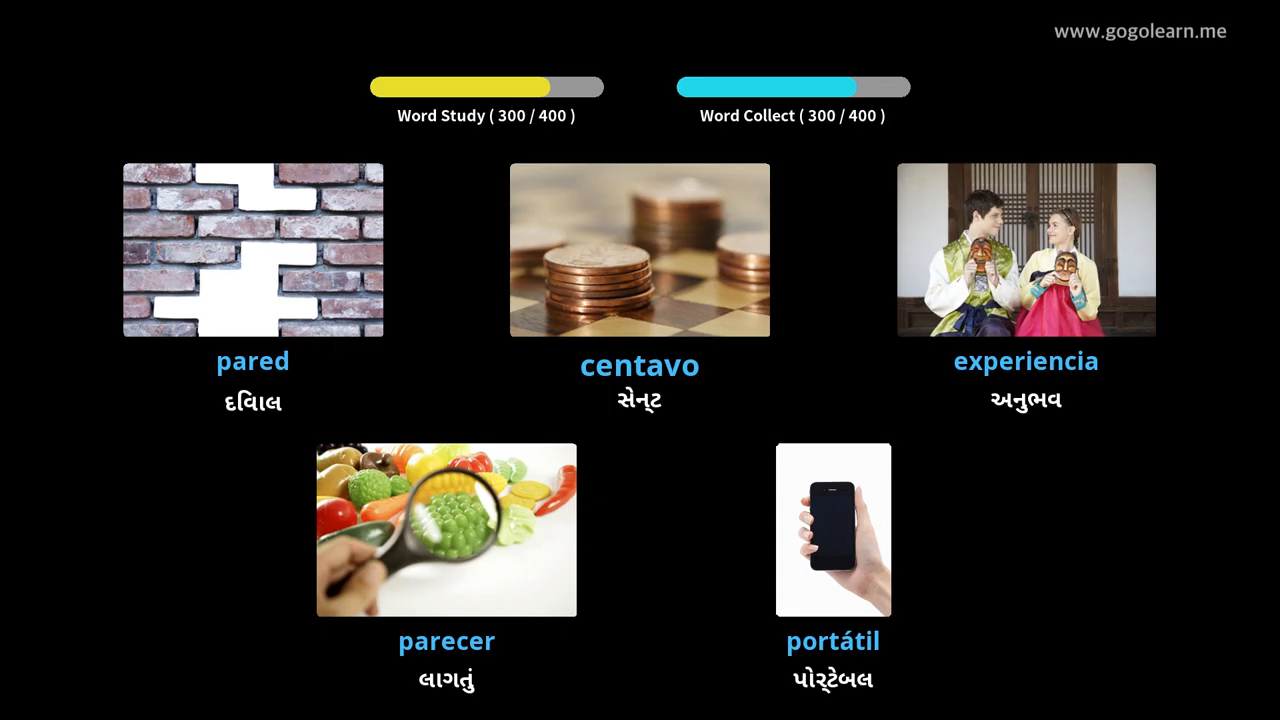 www.gogolearn.me
Word Study ( 300 / 400 )
Word Collect ( 300 / 400 )
pared
દિવાલ
centavo
સેન્ટ
experiencia
અનુભવ
parecer
લાગતું
portátil
પોર્ટેબલ